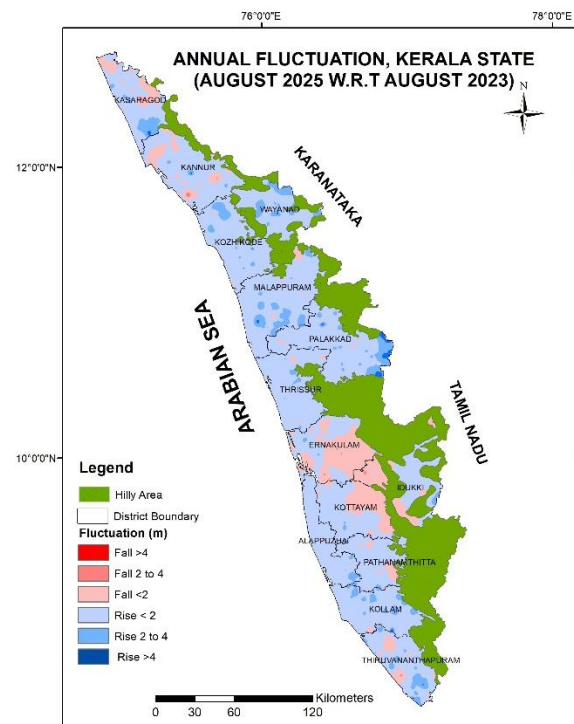 76°0'0"E
78°0'0"E
ANNUAL FLUCTUATION, KERALA STATE
(AUGUST 2025 W.R.T AUGUST 2023)
N
KASARAGOD
12°0'0"N
KANNUR
KARANATAKA
WAYANAD
KOZHIKODE
MALAPPURAM
PALAKKAD
ARABIAN SEA
THRISSUR
TAMIL NADU
ERNAKULAM
10°0'0"N
IDUKKI
KOTTAYAM
ALAPPUZHA
PATHANAMTHITTA
KOLLAM
THIRUVANANTHAPURAM
Legend
Hilly Area
District Boundary
Fluctuation (m)
Fall >4
Fall 2 to 4
Fall <2
Rise < 2
Rise 2 to 4
Rise >4
Kilometers
0 30 60 120